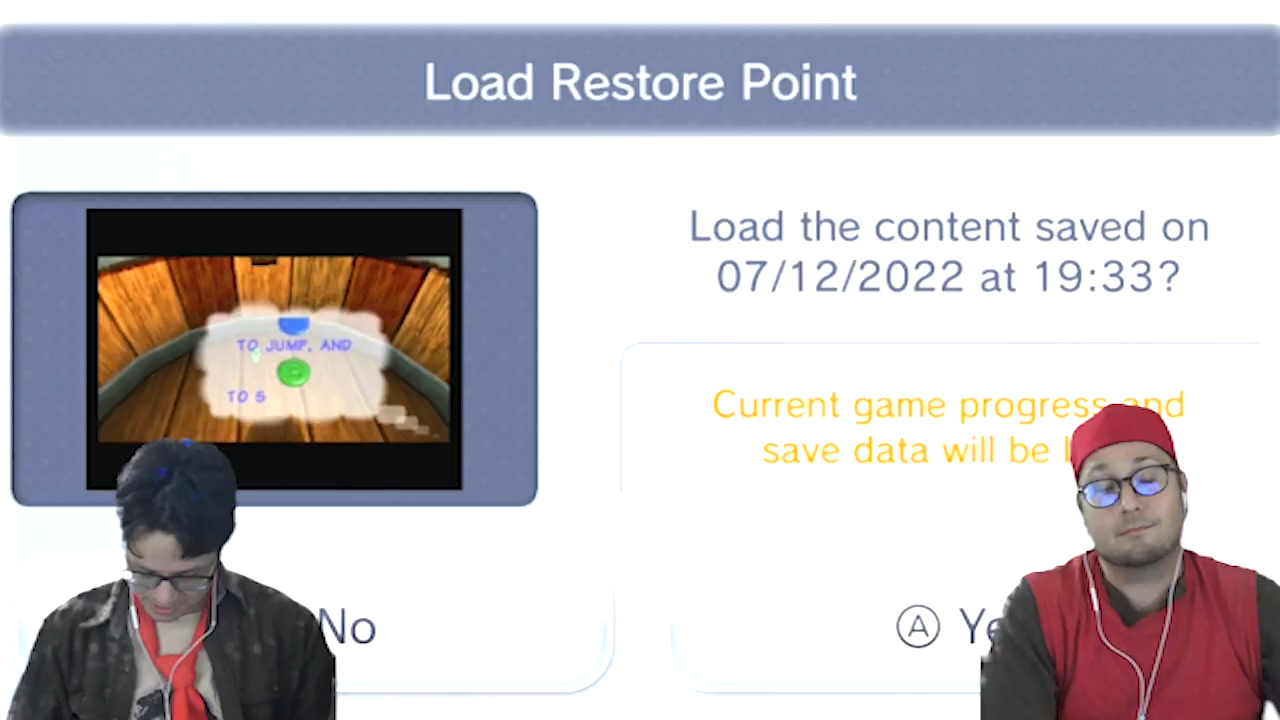 Load Restore Point
Load the content saved on
07/12/2022 at 19:33?
TO JUMP, AND
TO S
Current game progress and
save data will be
No
A